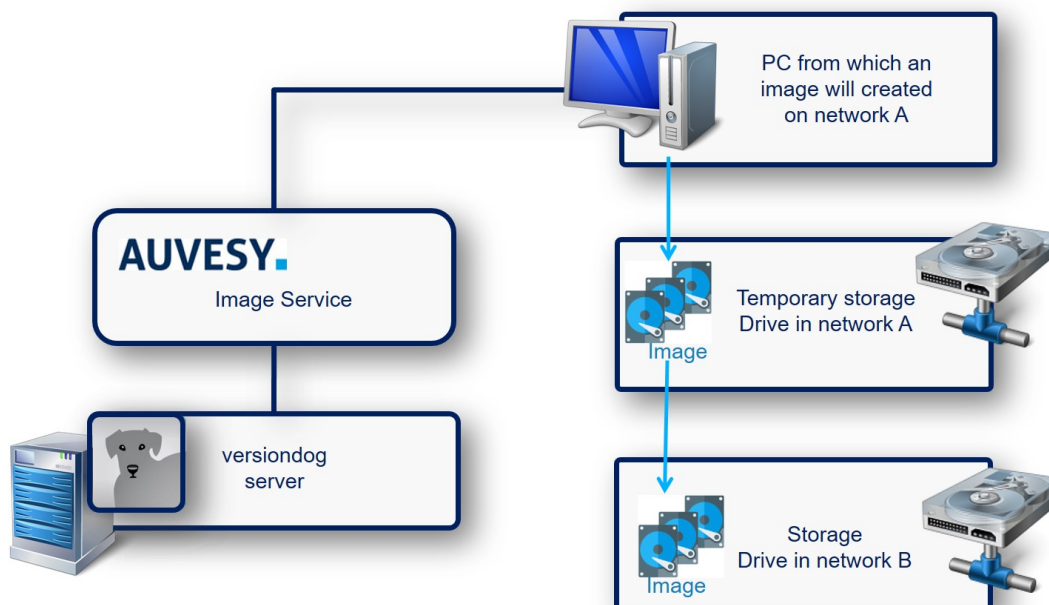 PC from which an
image will created
on network A
AUVESY.
Image Service
Temporary storage
Drive in network A
Image
versiondog
server
Storage
Drive in network B
Image